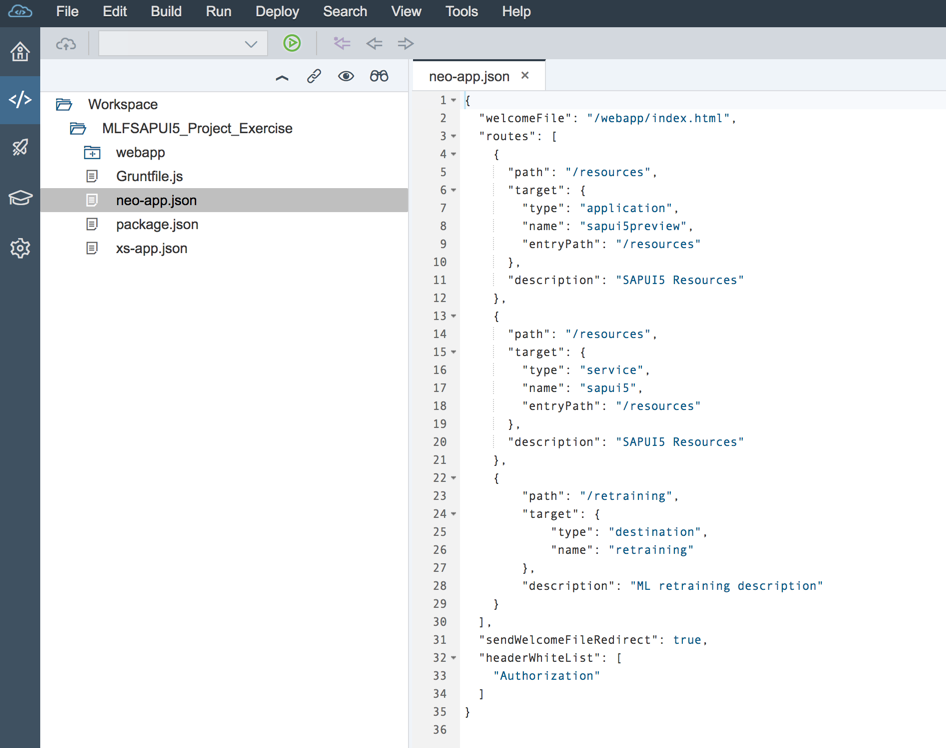 File Edit Build Run Deploy Search View Tools Help
Workspace
MLFSAPUI5_Project_Exercise
webapp
Gruntfile.js
neo-app.json
package.json
xs-app.json
neo-app.json ×
1 {
2 "welcomeFile": "/webapp/index.html",
3 "routes": [
4 {
5 "path": "/resources",
6 "target": {
7 "type": "application",
8 "name": "sapui5preview",
9 "entryPath": "/resources"
10 },
11 "description": "SAPUI5 Resources"
12 },
13 {
14 "path": "/resources",
15 "target": {
16 "type": "service",
17 "name": "sapui5",
18 "entryPath": "/resources"
19 },
20 "description": "SAPUI5 Resources"
21 },
22 {
23 "path": "/retraining",
24 "target": {
25 "type": "destination",
26 "name": "retraining"
27 },
28 "description": "ML retraining description"
29 }
30 ],
31 "sendWelcomeFileRedirect": true,
32 "headerWhiteList": [
33 "Authorization"
34 ]
35 }
36